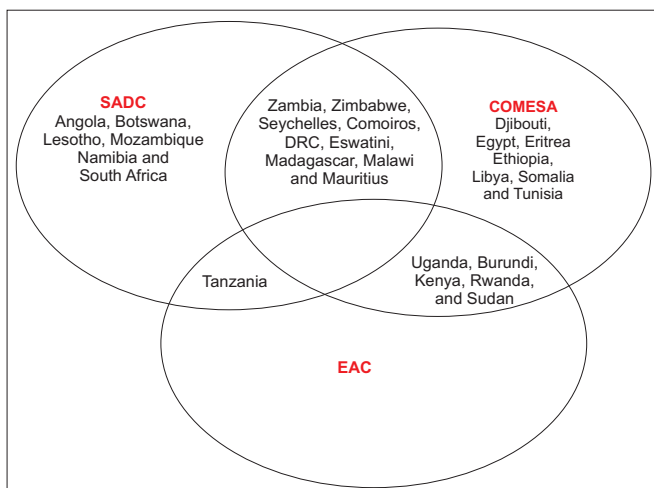 SADC
Angola, Botswana,
Lesotho, Mozambique
Namibia and
South Africa
Zambia, Zimbabwe,
Seychelles, Comoiros,
DRC, Eswatini,
Madagascar, Malawi
and Mauritius
COMESA
Djibouti,
Egypt, Eritrea
Ethiopia,
Libya, Somalia
and Tunisia
Tanzania
Uganda, Burundi,
Kenya, Rwanda,
and Sudan
EAC